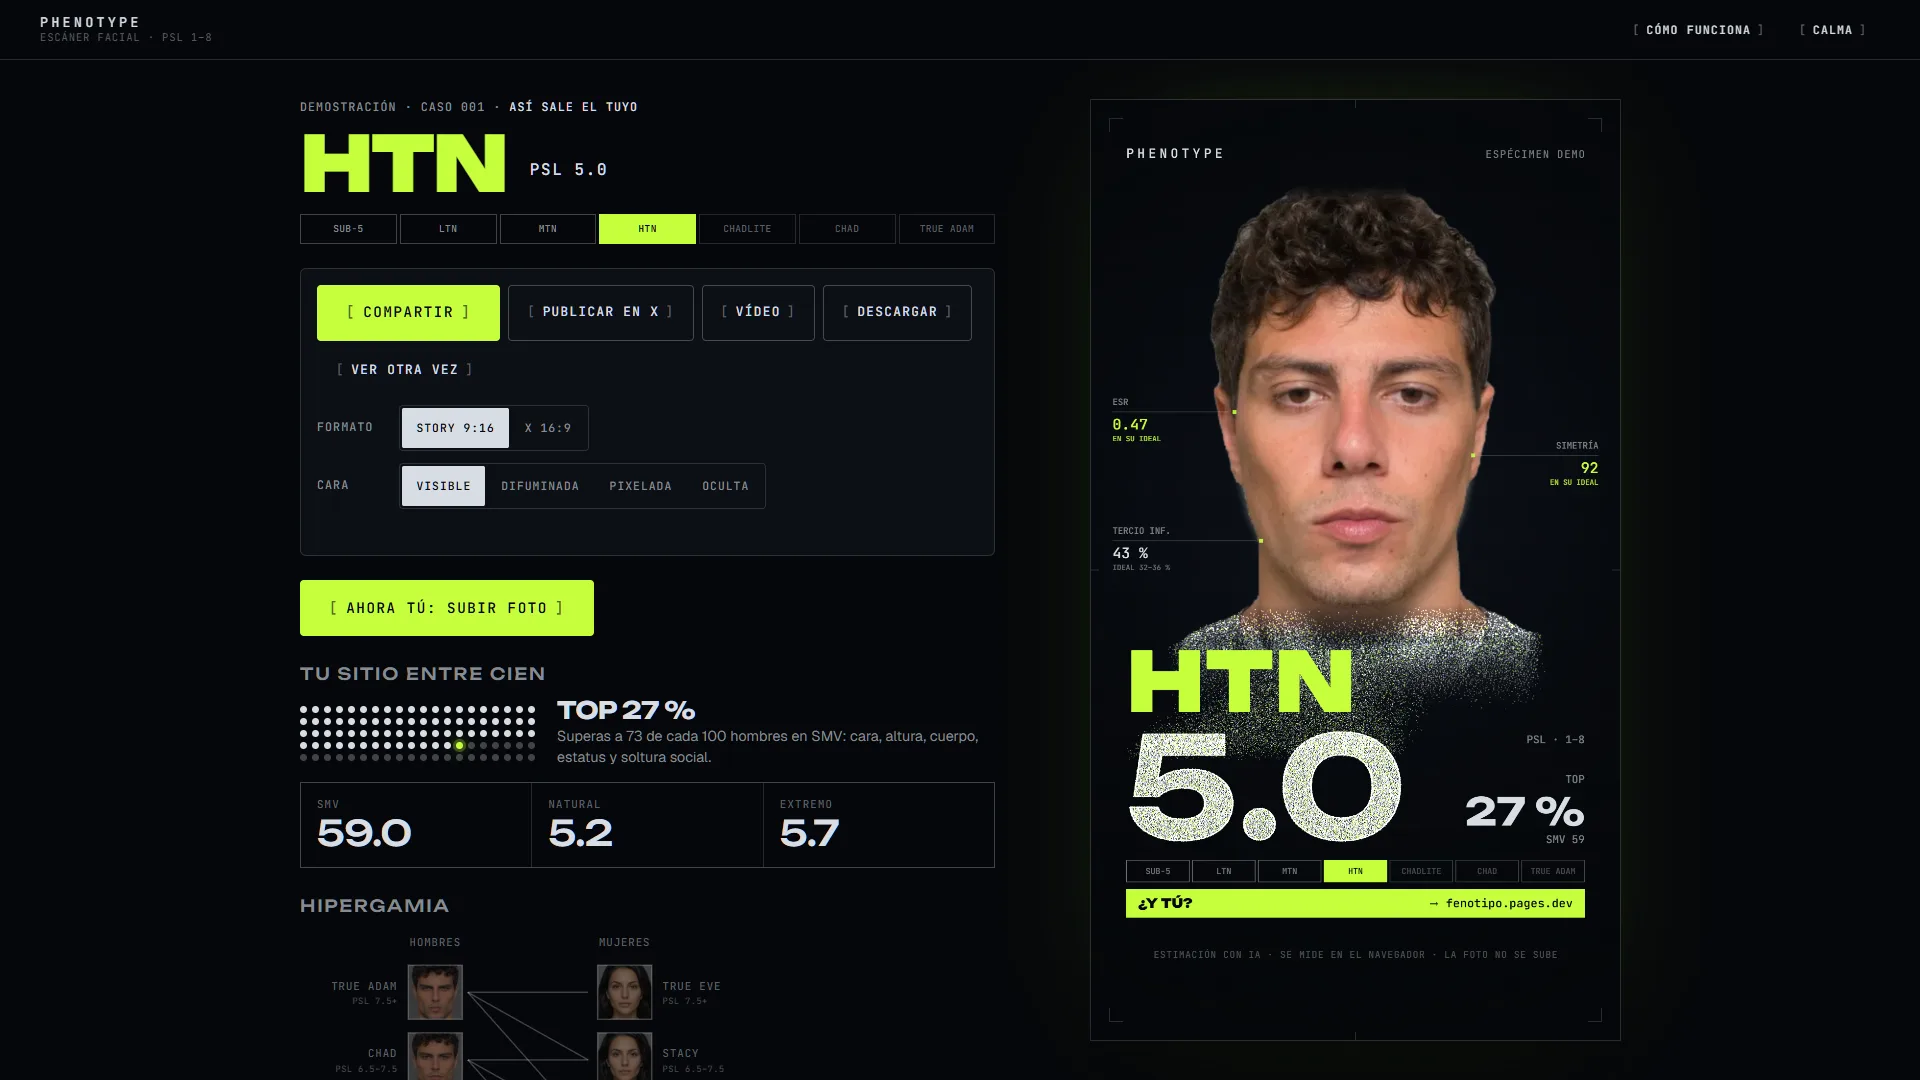 PHENOTYPE
ESCÁNER FACIAL · PSL 1–8
[ CÓMO FUNCIONA ]
[ CALMA ]
DEMOSTRACIÓN · CASO 001 · ASÍ SALE EL TUYO
HTN
PSL 5.0
SUB-5
LTN
MTN
HTN
CHADLITE
CHAD
TRUE ADAM
[ COMPARTIR ]
[ PUBLICAR EN X ]
[ VÍDEO ]
[ DESCARGAR ]
[ VER OTRA VEZ ]
FORMATO
STORY 9:16
X 16:9
CARA
VISIBLE
DIFUMINADA
PIXELADA
OCULTA
[ AHORA TÚ: SUBIR FOTO ]
TU SITIO ENTRE CIEN
TOP 27 %
Superas a 73 de cada 100 hombres en SMV: cara, altura, cuerpo,
estatus y soltura social.
SMV
59.0
NATURAL
5.2
EXTREMO
5.7
HIPERGAMIA
HOMBRES
MUJERES
TRUE ADAM
PSL 7.5+
TRUE EVE
PSL 7.5+
CHAD
PSL 6.5–7.5
STACY
PSL 6.5–7.5
PHENOTYPE
ESPÉCIMEN DEMO
ESR
0.47
EN SU IDEAL
SIMETRÍA
92
EN SU IDEAL
TERCIO INF.
43 %
IDEAL 32–36 %
HTN
5.0
PSL · 1–8
TOP
27 %
SMV 59
SUB-5
LTN
MTN
HTN
CHADLITE
CHAD
TRUE ADAM
¿Y TÚ?
→ fenotipo.pages.dev
ESTIMACIÓN CON IA · SE MIDE EN EL NAVEGADOR · LA FOTO NO SE SUBE